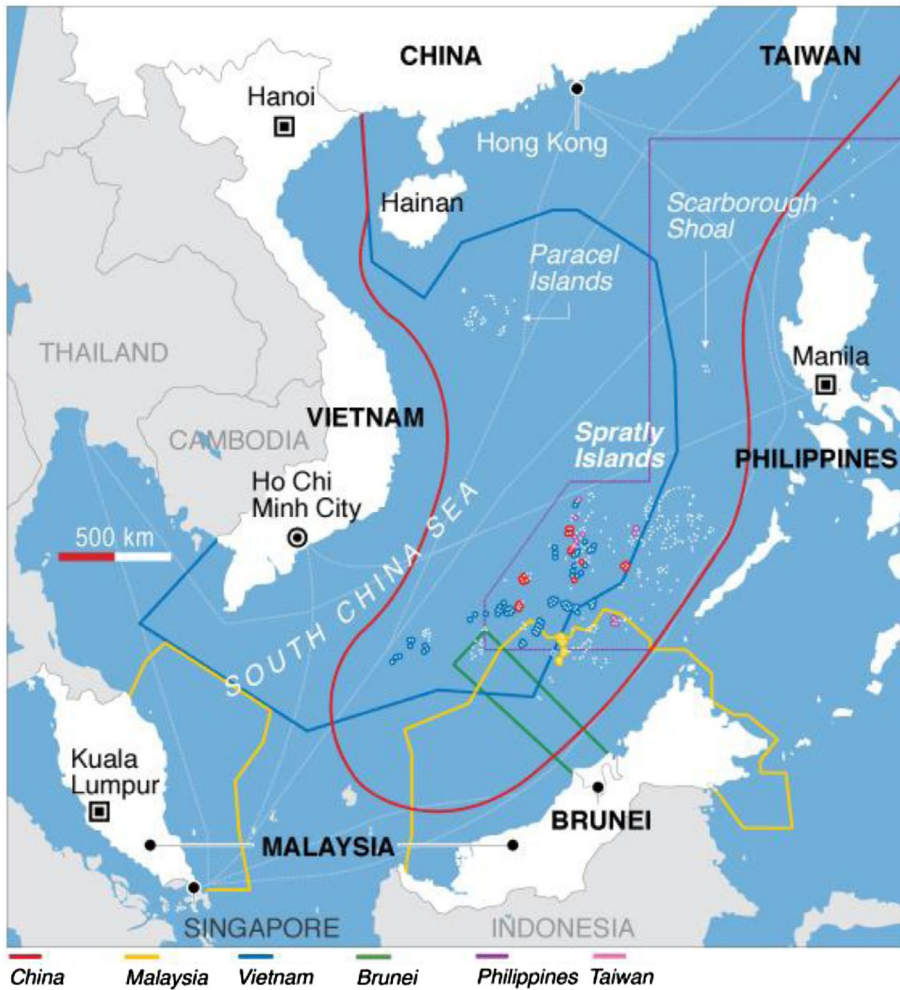 CHINA
TAIWAN
Hanoi
Hong Kong
Hainan
Scarborough
Shoal
Paracel
Islands
THAILAND
Manila
VIETNAM
CAMBODIA
Spratly
Islands
PHILIPPINES
Ho Chi
Minh City
500 km
SOUTH CHINA SEA
Kuala
Lumpur
BRUNEI
MALAYSIA
SINGAPORE
INDONESIA
China
Malaysia
Vietnam
Brunei
Philippines
Taiwan